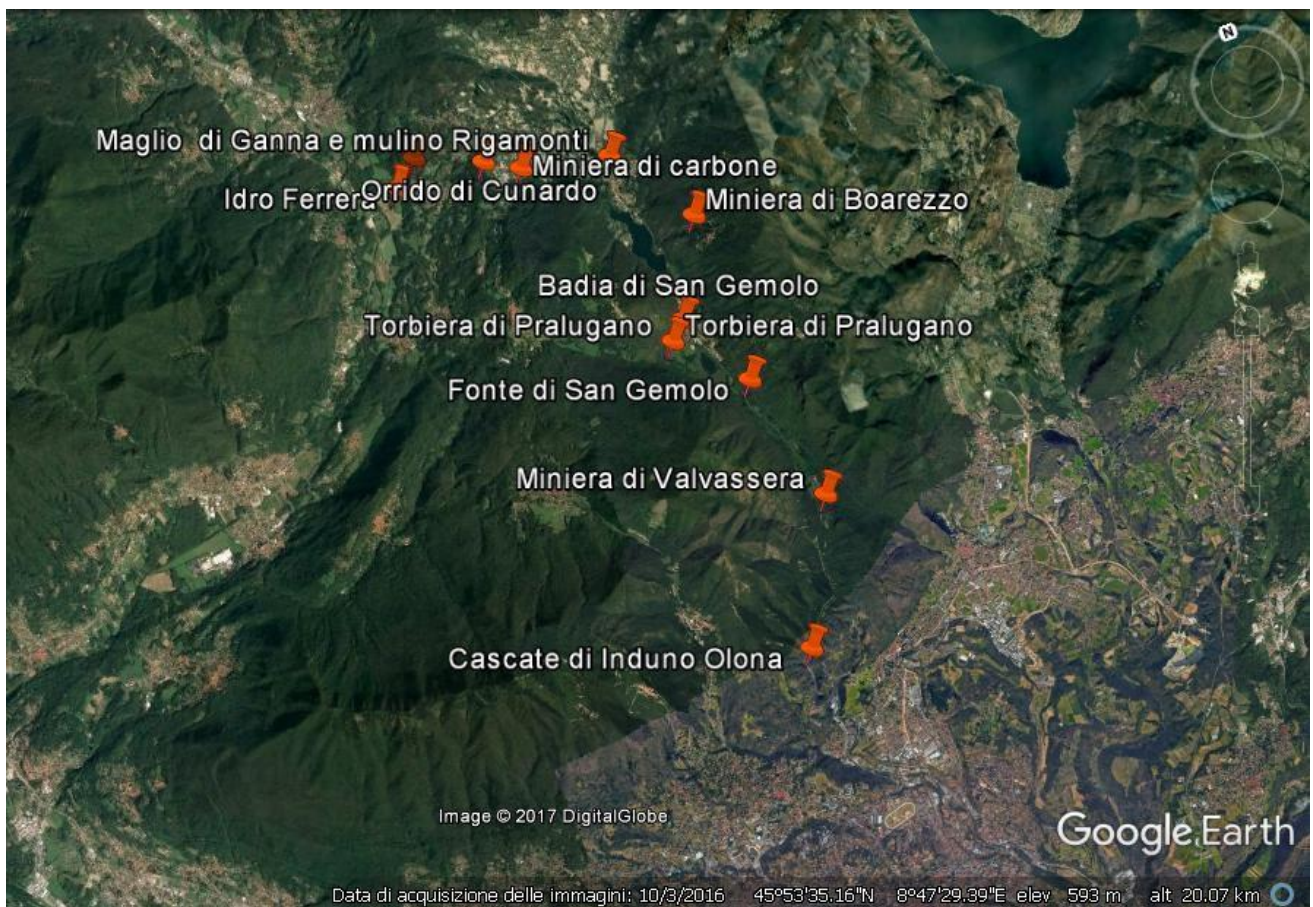 N
Maglio di Ganna e mulino Rigamonti
Miniera di carbone
Idro Ferrera
Orrido di Cunardo
Miniera di Boarezzo
Badia di San Gemolo
Torbiera di Pralugano
Torbiera di Pralugano
Fonte di San Gemolo
Miniera di Valvassera
Cascate di Induno Olona
Image © 2017 DigitalGlobe
Google Earth
Data di acquisizione delle immagini: 10/3/2016 45°53'35.16"N 8°47'29.39"E elev 593 m alt 20.07 km